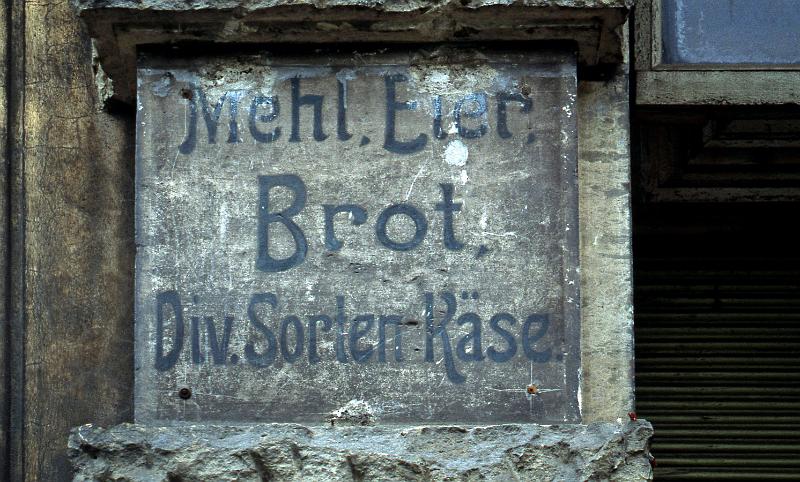 Mehl, Eier,
Brot,
Div. Sorten Käse.